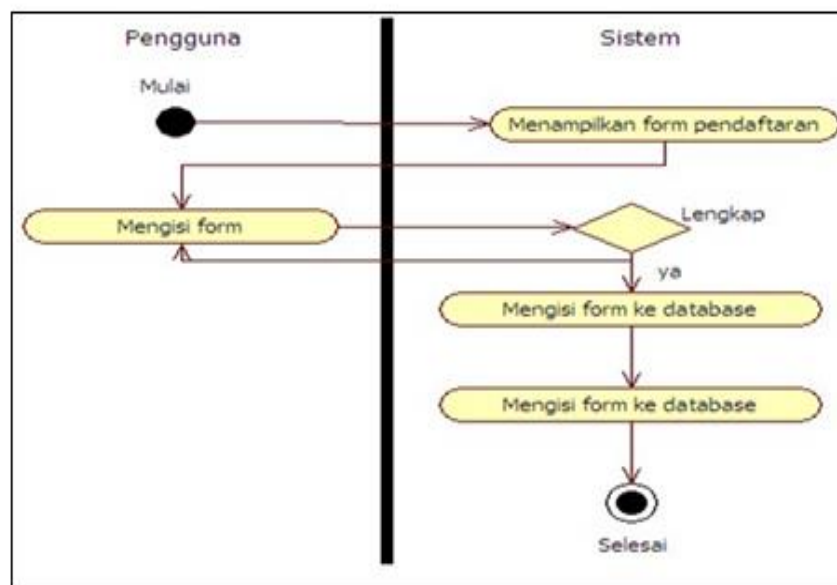 Pengguna
Sistem
Mulai
Menampilkan form pendaftaran
Mengisi form
Lengkap
ya
Mengisi form ke database
Mengisi form ke database
Selesai